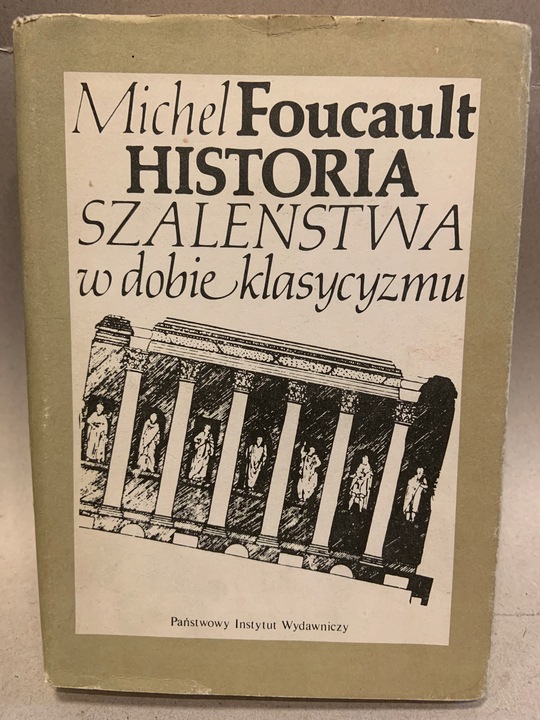 Michel Foucault
HISTORIA
SZALEŃSTWA
w dobie klasycyzmu
Państwowy Instytut Wydawniczy